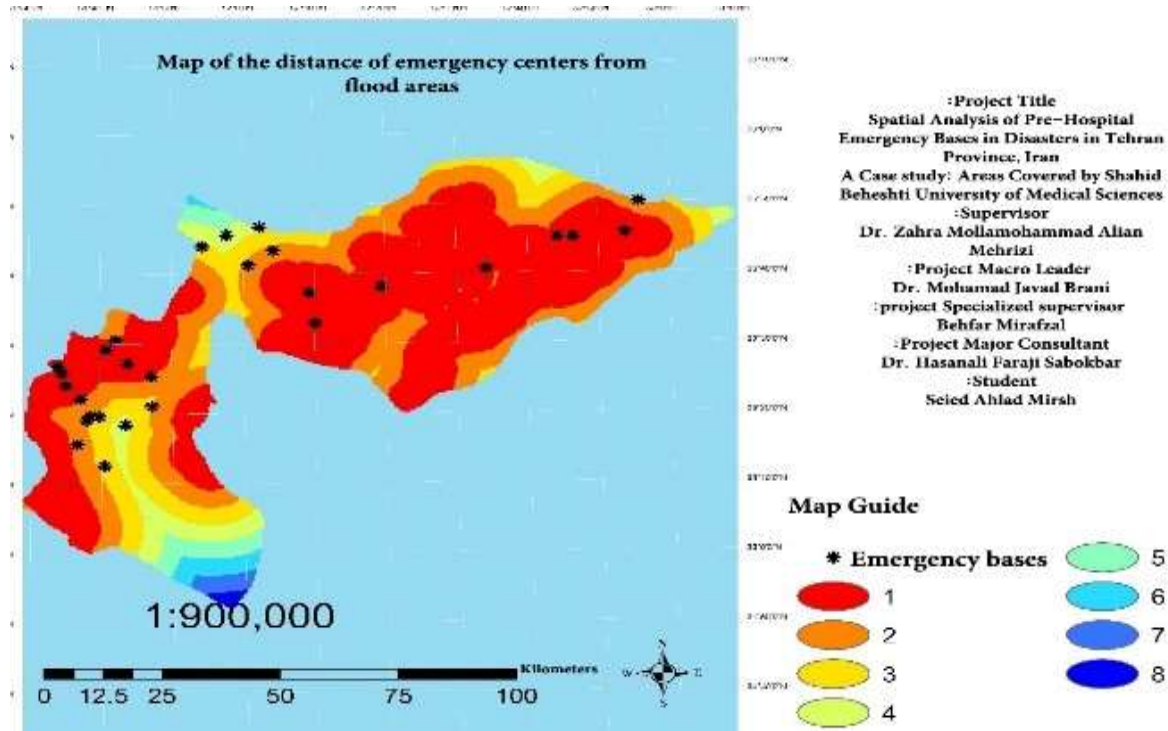 Map of the distance of emergency centers from
flood areas
:Project Title
Spatial Analysis of Pre-Hospital
Emergency Bases in Disasters in Tehran
Province, Iran
A Case study: Areas Covered by Shahid
Beheshti University of Medical Sciences
:Supervisor
Dr. Zahra Mollamohammad Alian
Mehrizi
:Project Macro Leader
Dr. Mohamad Javad Brani
:project Specialized supervisor
Behfar Mirafzal
:Project Major Consultant
Dr. Hasanali Faraji Sabokbar
:Student
Seied Ahlad Mirsh
Map Guide
Emergency bases
1
2
3
4
5
6
7
8
1:900,000
Kilometers
0 12.5 25 50 75 100
N
W E
S